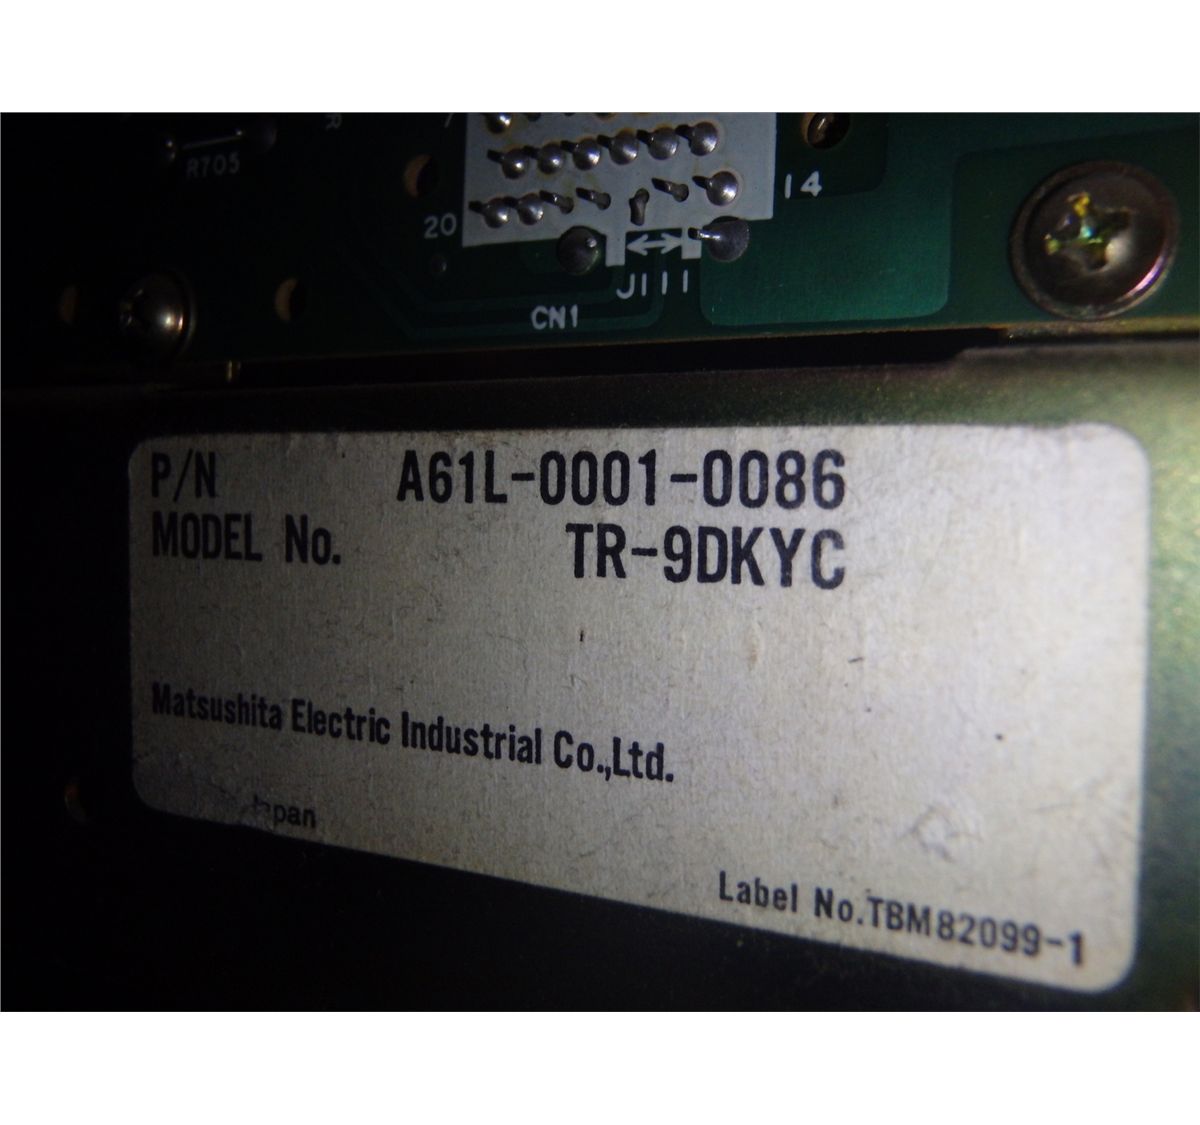 R705
20
14
J111
CN1
P/N A61L-0001-0086
MODEL No. TR-9DKYC
Matsushita Electric Industrial Co.,Ltd.
Japan
Label No.TBM82099-1